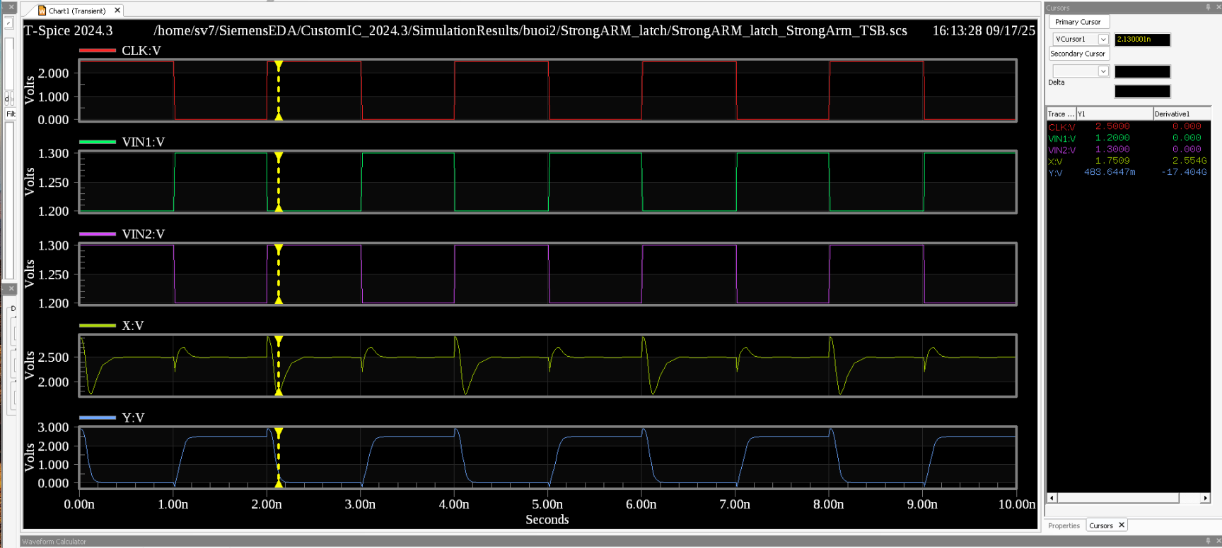 Chart1 (Transient)
Cursors
T-Spice 2024.3 /home/sv7/SiemensEDA/CustomIC_2024.3/SimulationResults/buoi2/StrongARM_latch/StrongARM_latch_StrongArm_TSB.scs 16:13:28 09/17/25
Primary Cursor
VCursor1 2.130001n
Secondary Cursor
Delta
Filt
CLK:V
Volts
2.000
1.000
0.000
Trace ... Y1 Derivative1
CLK:V 2.5000 0.000
VIN1:V 1.2000 0.000
VIN2:V 1.3000 0.000
X:V 1.7509 2.554G
Y:V 483.6447m -17.404G
VIN1:V
Volts
1.300
1.250
1.200
VIN2:V
Volts
1.300
1.250
1.200
X:V
Volts
2.500
2.000
Y:V
Volts
3.000
2.000
1.000
0.000
0.00n 1.00n 2.00n 3.00n 4.00n 5.00n 6.00n 7.00n 8.00n 9.00n 10.00n
Seconds
Properties Cursors
Waveform Calculator